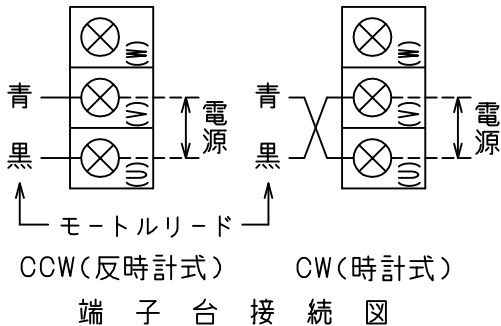 (W)
青 (V) 電源
黒 (U)
モートルリード
CCW(反時計式)
(W)
青 (V) 電源
黒 (U)
CW(時計式)
端子台接続図